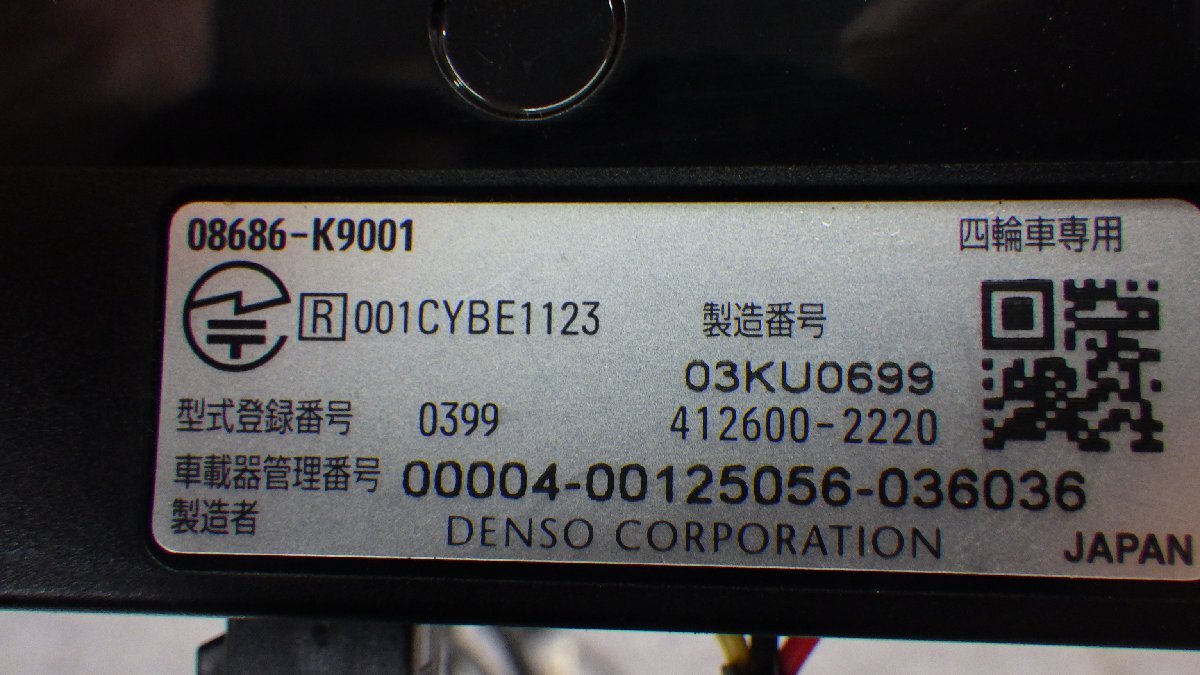 08686-K9001 四輪車専用
R 001CYBE1123 製造番号
03KU0699
型式登録番号 0399 412600-2220
車載器管理番号 00004-00125056-036036
製造者 DENSO CORPORATION JAPAN